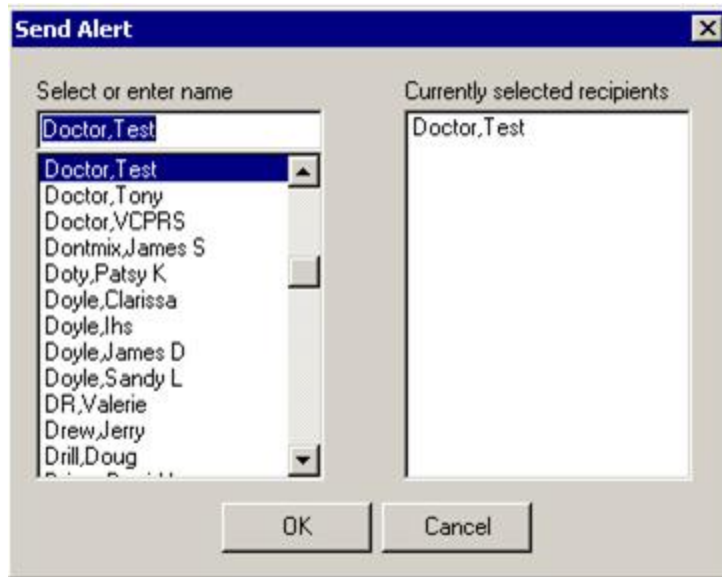 Send Alert
Select or enter name
Doctor,Test
Doctor,Test
Doctor,Tony
Doctor,VCPRS
Dontmix,James S
Doty,Patsy K
Doyle,Clarissa
Doyle,Ihs
Doyle,James D
Doyle,Sandy L
DR,Valerie
Drew,Jerry
Drill,Doug
Currently selected recipients
Doctor,Test
OK
Cancel